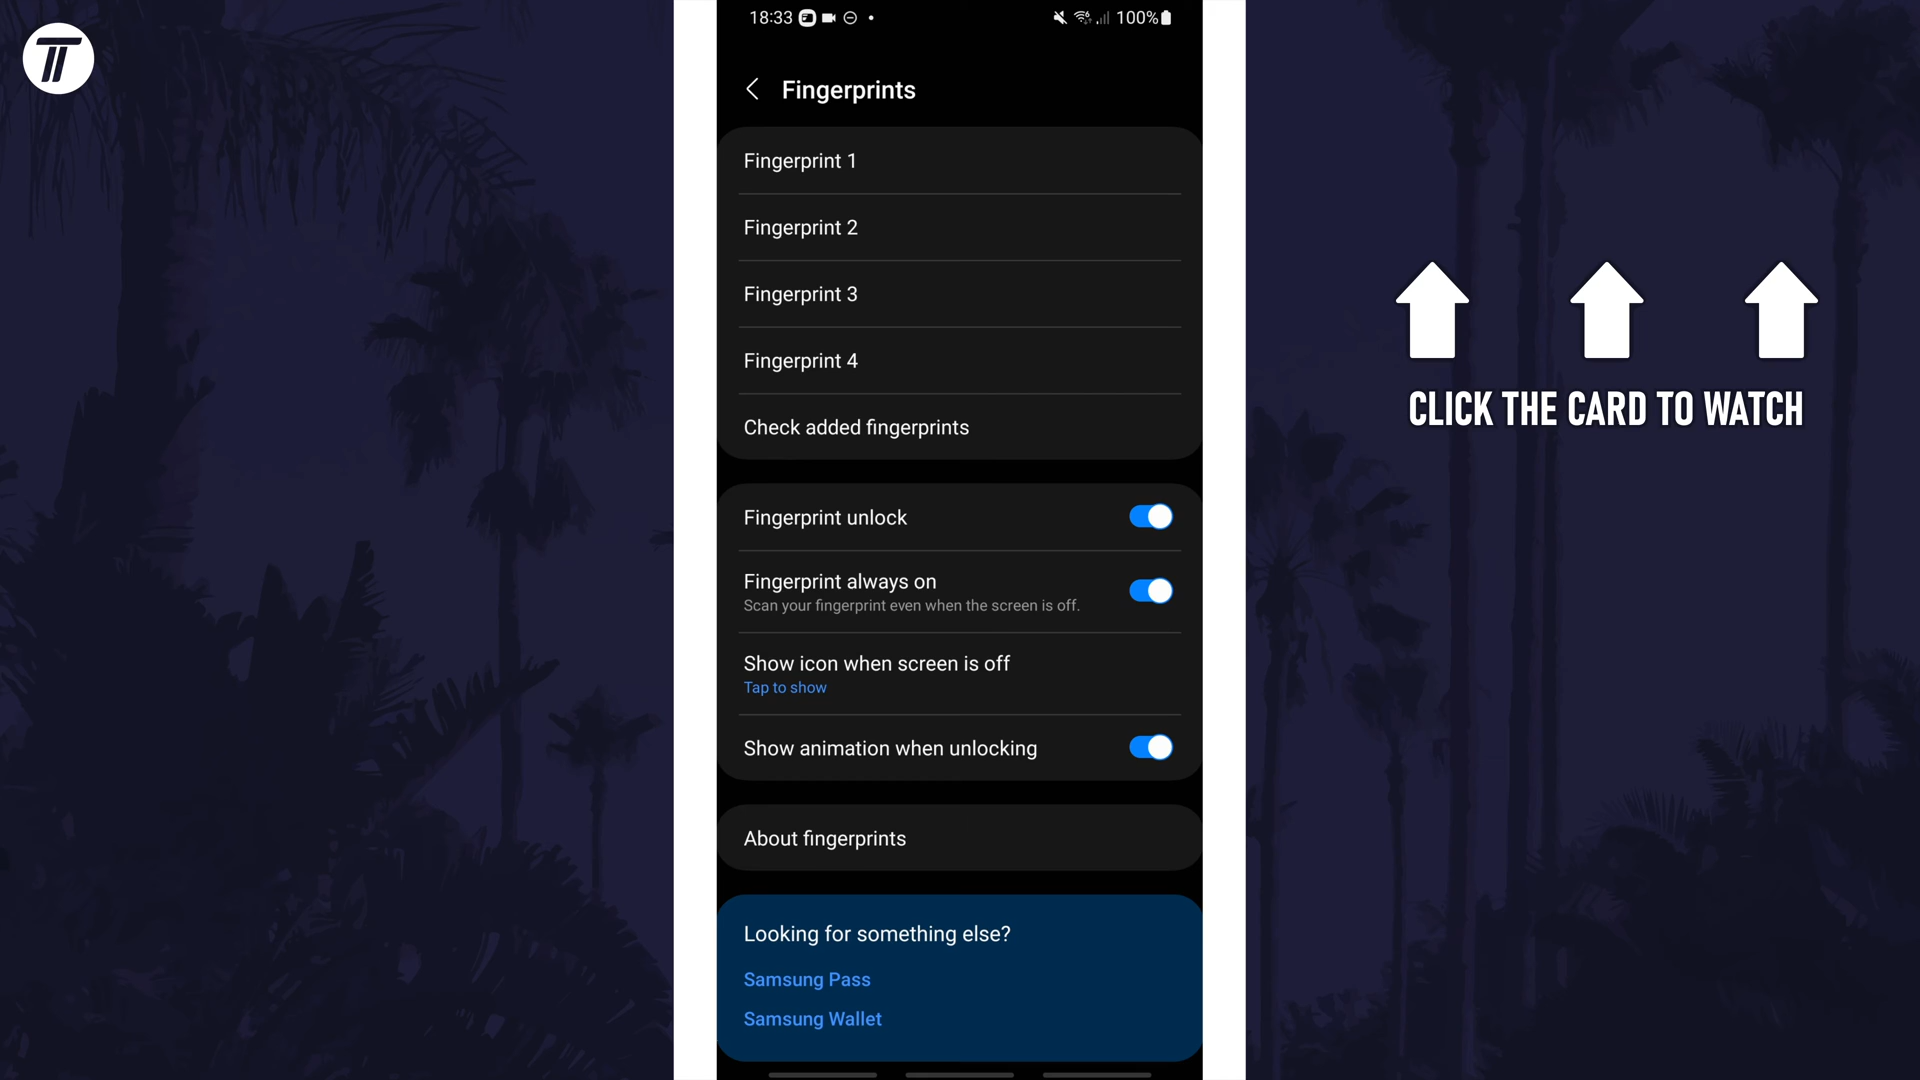 18:33
100%
Fingerprints
Fingerprint 1
Fingerprint 2
Fingerprint 3
Fingerprint 4
Check added fingerprints
Fingerprint unlock
Fingerprint always on
Scan your fingerprint even when the screen is off.
Show icon when screen is off
Tap to show
Show animation when unlocking
About fingerprints
Looking for something else?
Samsung Pass
Samsung Wallet
CLICK THE CARD TO WATCH